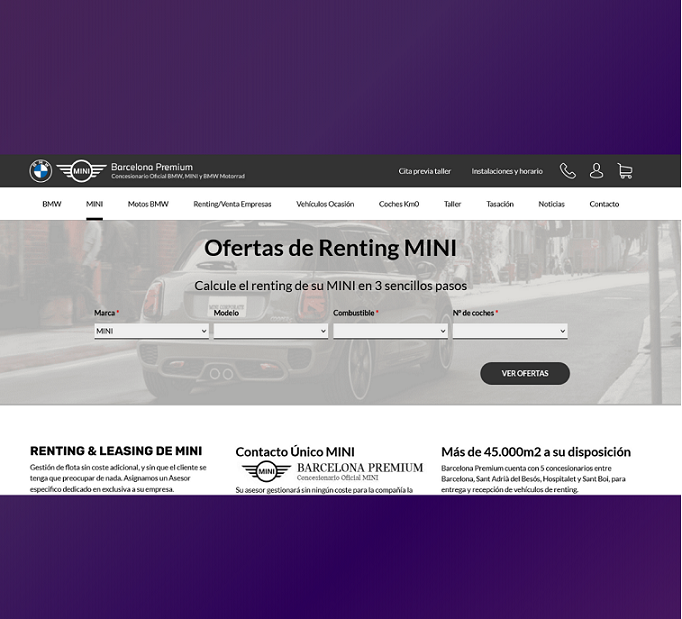 MINI
Barcelona Premium
Concesionario Oficial BMW, MINI y BMW Motorrad
Cita previa taller
Instalaciones y horario
BMW
MINI
Motos BMW
Renting/Venta Empresas
Vehículos Ocasión
Coches Km0
Taller
Tasación
Noticias
Contacto
Ofertas de Renting MINI
Calcule el renting de su MINI en 3 sencillos pasos
Marca *
Modelo
Combustible *
Nº de coches *
MINI
VER OFERTAS
RENTING & LEASING DE MINI
Gestión de flota sin coste adicional, y sin que el cliente se
tenga que preocupar de nada. Asignamos un Asesor
específico dedicado en exclusiva a su empresa.
Contacto Único MINI
MINI
BARCELONA PREMIUM
Concesionario Oficial MINI
Su asesor gestionará sin ningún coste para la compañía la
Más de 45.000m2 a su disposición
Barcelona Premium cuenta con 5 concesionarios entre
Barcelona, Sant Adrià del Besós, Hospitalet y Sant Boi, para
entrega y recepción de vehículos de renting.